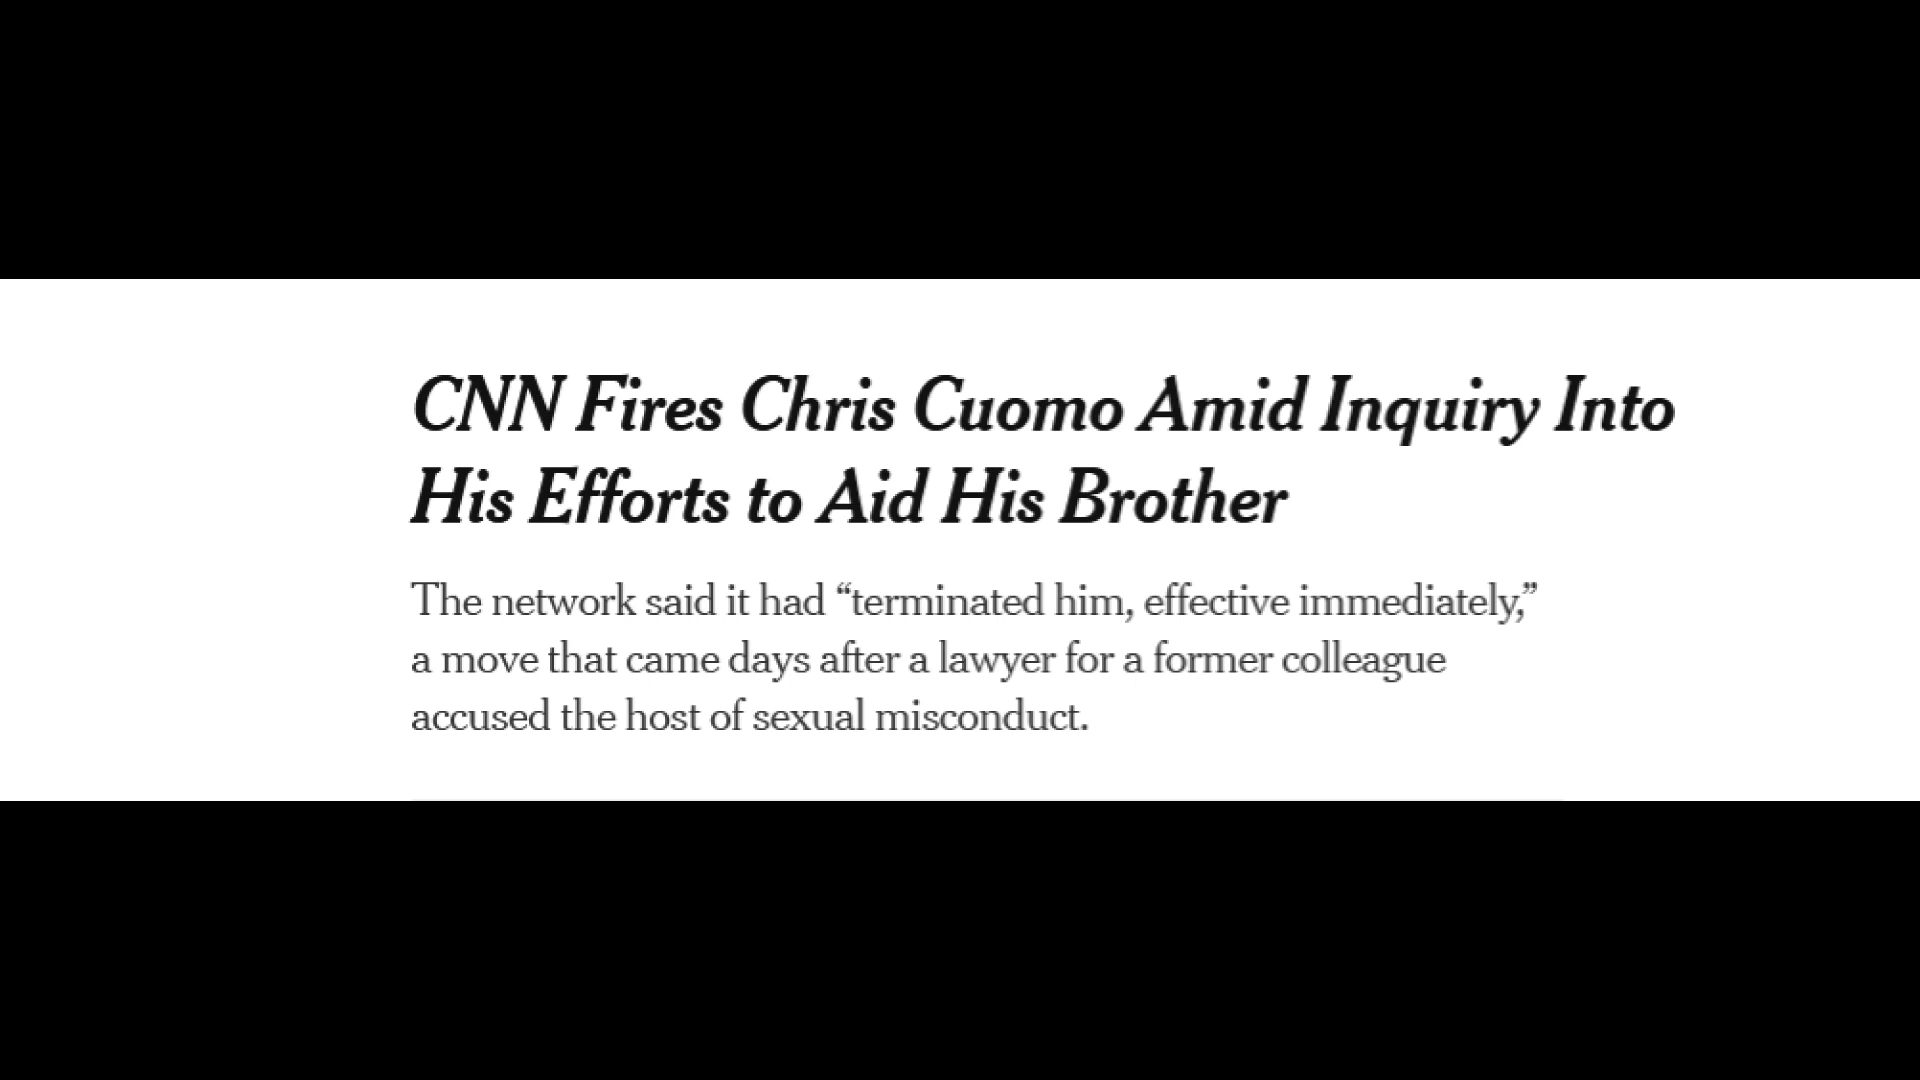 CNN Fires Chris Cuomo Amid Inquiry Into
His Efforts to Aid His Brother
The network said it had “terminated him, effective immediately,”
a move that came days after a lawyer for a former colleague
accused the host of sexual misconduct.